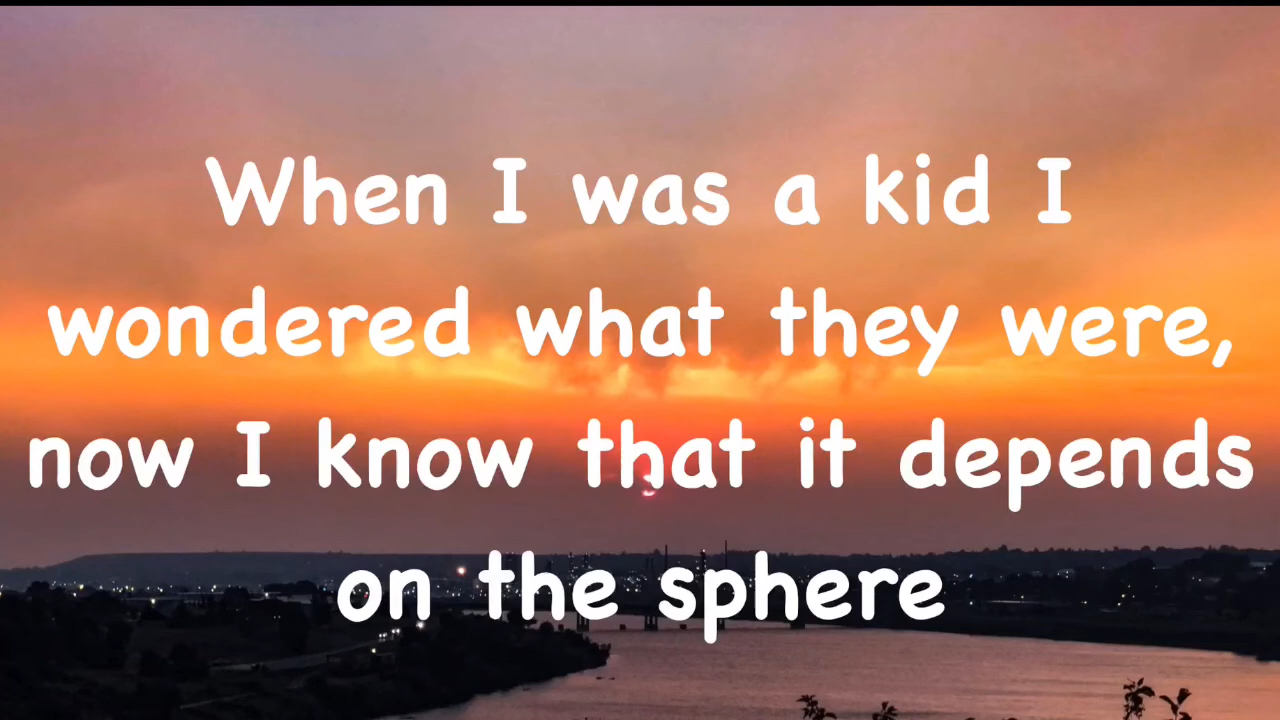 When I was a kid I
wondered what they were,
now I know that it depends
on the sphere